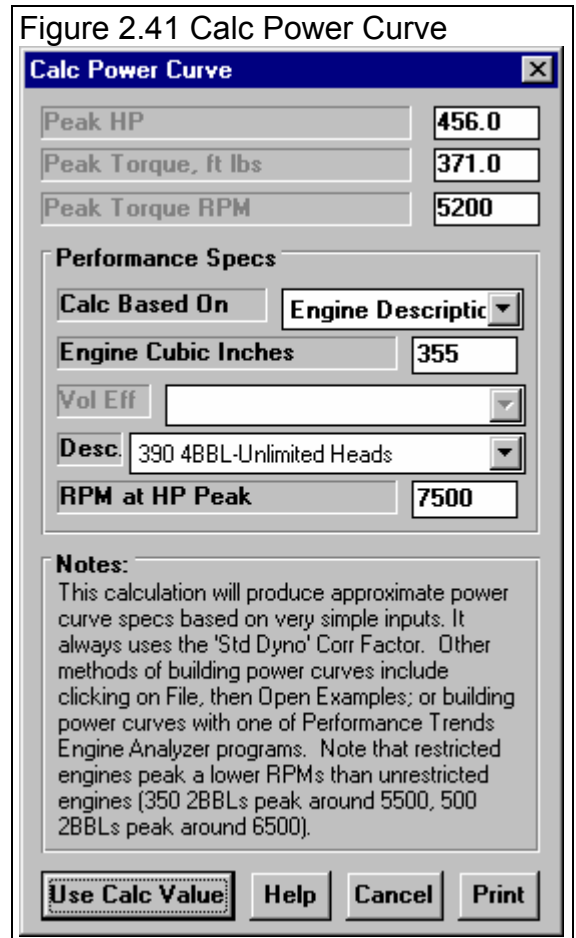 Figure 2.41 Calc Power Curve
Calc Power Curve
Peak HP 456.0
Peak Torque, ft lbs 371.0
Peak Torque RPM 5200
Performance Specs
Calc Based On Engine Descriptic
Engine Cubic Inches 355
Vol Eff
Desc. 390 4BBL-Unlimited Heads
RPM at HP Peak 7500
Notes:
This calculation will produce approximate power
curve specs based on very simple inputs. It
always uses the 'Std Dyno' Corr Factor. Other
methods of building power curves include
clicking on File, then Open Examples; or building
power curves with one of Performance Trends
Engine Analyzer programs. Note that restricted
engines peak a lower RPMs than unrestricted
engines (350 2BBLs peak around 5500, 500
2BBLs peak around 6500).
Use Calc Value Help Cancel Print